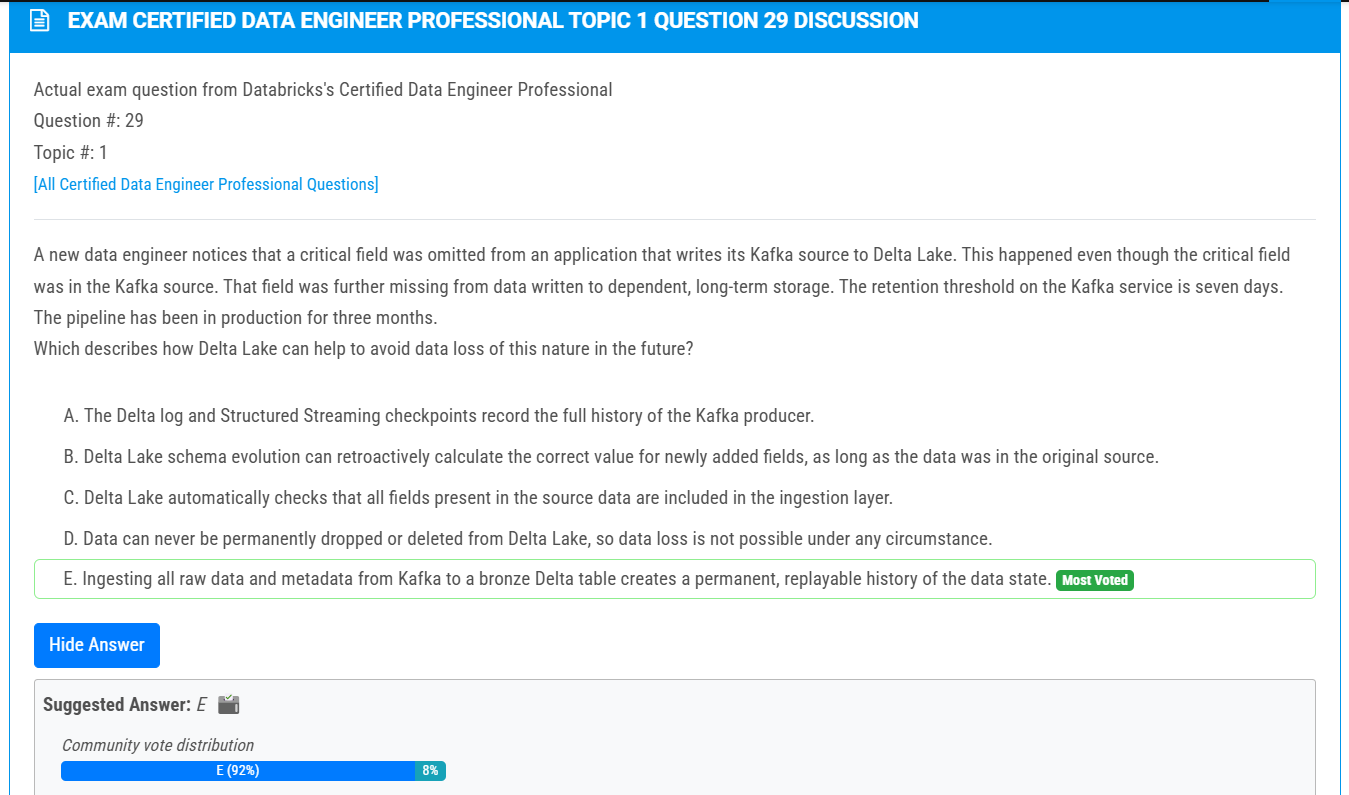 EXAM CERTIFIED DATA ENGINEER PROFESSIONAL TOPIC 1 QUESTION 29 DISCUSSION
Actual exam question from Databricks's Certified Data Engineer Professional
Question #: 29
Topic #: 1
[All Certified Data Engineer Professional Questions]
A new data engineer notices that a critical field was omitted from an application that writes its Kafka source to Delta Lake. This happened even though the critical field
was in the Kafka source. That field was further missing from data written to dependent, long-term storage. The retention threshold on the Kafka service is seven days.
The pipeline has been in production for three months.
Which describes how Delta Lake can help to avoid data loss of this nature in the future?
A. The Delta log and Structured Streaming checkpoints record the full history of the Kafka producer.
B. Delta Lake schema evolution can retroactively calculate the correct value for newly added fields, as long as the data was in the original source.
C. Delta Lake automatically checks that all fields present in the source data are included in the ingestion layer.
D. Data can never be permanently dropped or deleted from Delta Lake, so data loss is not possible under any circumstance.
E. Ingesting all raw data and metadata from Kafka to a bronze Delta table creates a permanent, replayable history of the data state. Most Voted
Hide Answer
Suggested Answer: E
Community vote distribution
E (92%) 8%